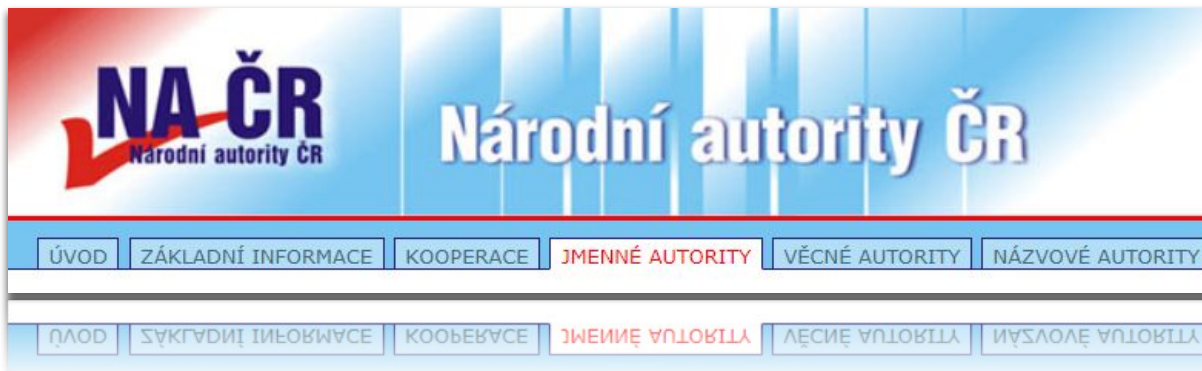 NA ČR
Národní autority ČR
Národní autority ČR
ÚVOD ZÁKLADNÍ INFORMACE KOOPERACE JMENNÉ AUTORITY VĚCNÉ AUTORITY NÁZVOVÉ AUTORITY